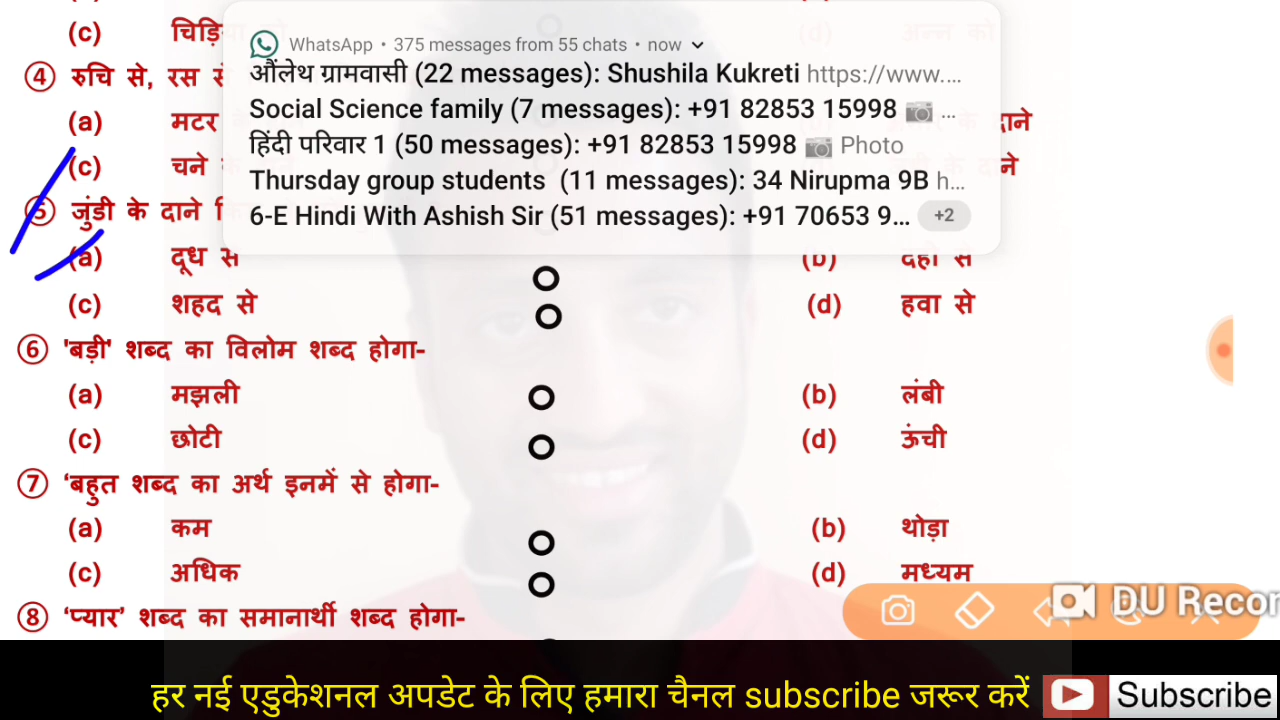 (c) चिड़ि (d) अन्न को
WhatsApp • 375 messages from 55 chats • now
④ रुचि से, रस से
औंलेथ ग्रामवासी (22 messages): Shushila Kukreti https://www....
Social Science family (7 messages): +91 82853 15998 ...
(a) मटर दाने
हिंदी परिवार 1 (50 messages): +91 82853 15998 Photo
(c) चने
Thursday group students (11 messages): 34 Nirupma 9B h...
⑤ जुंडी के दाने
6-E Hindi With Ashish Sir (51 messages): +91 70653 9... +2
(a) दूध से (b) दही से
(c) शहद से (d) हवा से
⑥ 'बड़ी' शब्द का विलोम शब्द होगा-
(a) मझली (b) लंबी
(c) छोटी (d) ऊंची
⑦ ‘बहुत शब्द का अर्थ इनमें से होगा-
(a) कम (b) थोड़ा
(c) अधिक (d) मध्यम
DU Recor
⑧ ‘प्यार’ शब्द का समानार्थी शब्द होगा-
हर नई एडुकेशनल अपडेट के लिए हमारा चैनल subscribe जरूर करें Subscribe